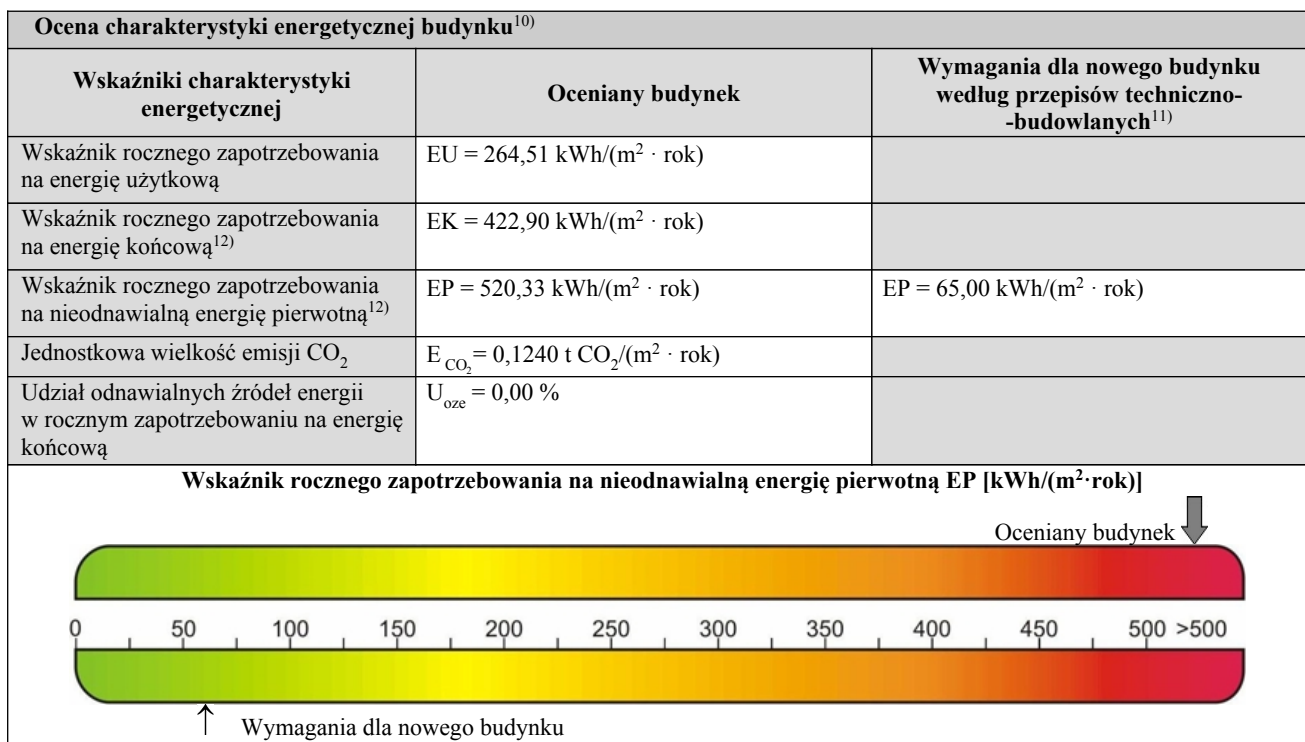 Ocena charakterystyki energetycznej budynku10)
Wskaźniki charakterystyki
energetycznej
Oceniany budynek
Wymagania dla nowego budynku
według przepisów techniczno-
-budowlanych11)
Wskaźnik rocznego zapotrzebowania
na energię użytkową
EU = 264,51 kWh/(m2 · rok)
Wskaźnik rocznego zapotrzebowania
na energię końcową12)
EK = 422,90 kWh/(m2 · rok)
Wskaźnik rocznego zapotrzebowania
na nieodnawialną energię pierwotną12)
EP = 520,33 kWh/(m2 · rok)
EP = 65,00 kWh/(m2 · rok)
Jednostkowa wielkość emisji CO2
E CO2= 0,1240 t CO2/(m2 · rok)
Udział odnawialnych źródeł energii
w rocznym zapotrzebowaniu na energię
końcową
Uoze = 0,00 %
Wskaźnik rocznego zapotrzebowania na nieodnawialną energię pierwotną EP [kWh/(m2·rok)]
Oceniany budynek
0 50 100 150 200 250 300 350 400 450 500 >500
Wymagania dla nowego budynku